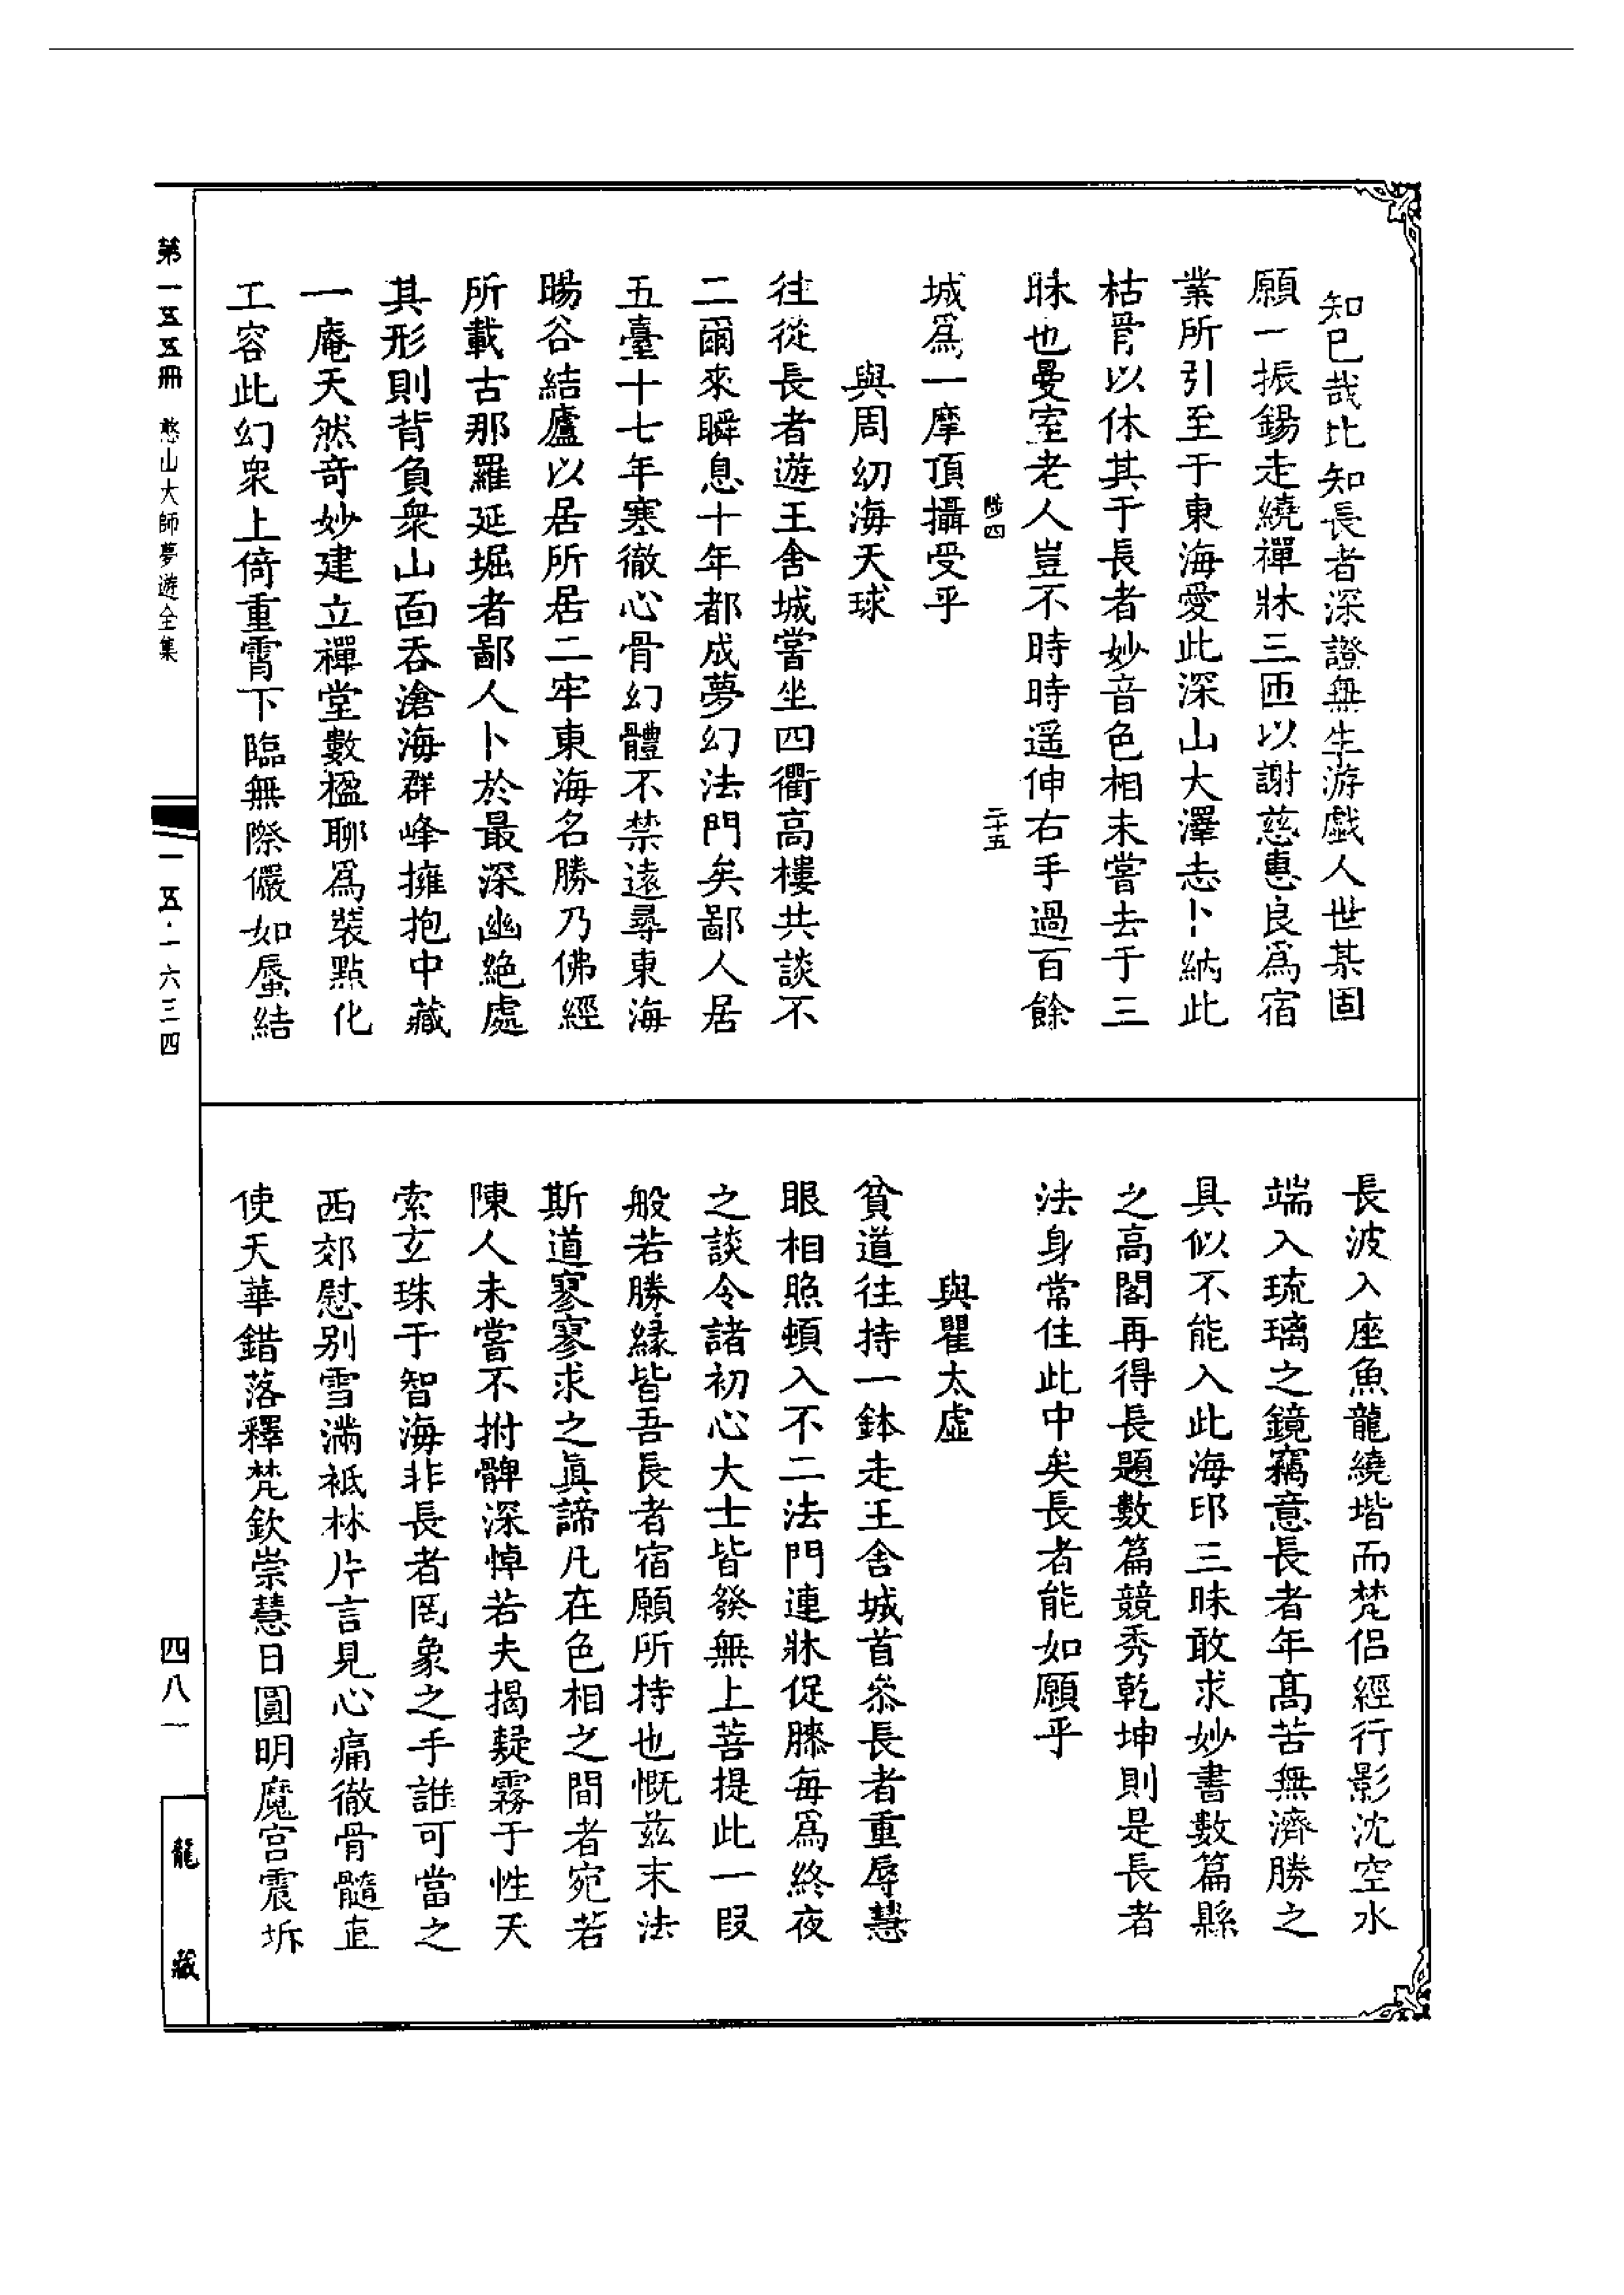 知已哉比知長者深證無生游戲人世某固
願一振錫走繞禪牀三匝以謝慈惠良爲宿
業所引至于東海愛此深山大澤志卜納此
枯骨以休其于長者妙音色相未嘗去于三
昧也曼室老人豈不時時遥伸右手過百餘
陟四
二十五
城爲一摩頂攝受乎
與周幼海天球
往從長者遊王舍城嘗坐四衢高樓共談不
二爾來瞬息十年都成夢幻法門矣鄙人居
五臺十七年寒徹心骨幻體不禁遠尋東海
暘谷結廬以居所居二牢東海名勝乃佛經
所載古那羅延堀者鄙人卜於最深幽絕處
其形則背負衆山面吞滄海群峰擁抱中藏
一庵天然奇妙建立禪堂數楹聊爲裝點化
工容此幻衆上倚重霄下臨無際儼如蜃結
長波入座魚龍繞堦而梵侣經行影沈空水
端入琉璃之鏡竊意長者年高苦無濟勝之
具似不能入此海印三昧敢求妙書數篇縣
之高閣再得長題數篇競秀乾坤則是長者
法身常住此中矣長者能如願乎
與瞿太虛
貧道往持一鉢走王舍城首叅長者重辱慧
眼相照頓入不二法門連牀促膝每爲終夜
之談令諸初心大士皆發無上菩提此一段
般若勝緣皆吾長者宿願所持也慨兹末法
斯道寥寥求之眞諦凡在色相之間者宛若
陳人未嘗不拊髀深悼若夫揭疑霧于性天
索玄珠于智海非長者罔象之手誰可當之
西郊慰别雪滿祗林片言見心痛徹骨髓直
使天華錯落釋梵欽崇慧日圓明魔宫震坼
第一五五冊　憨山大師夢遊全集
一五·一六三四
四八一
龍藏